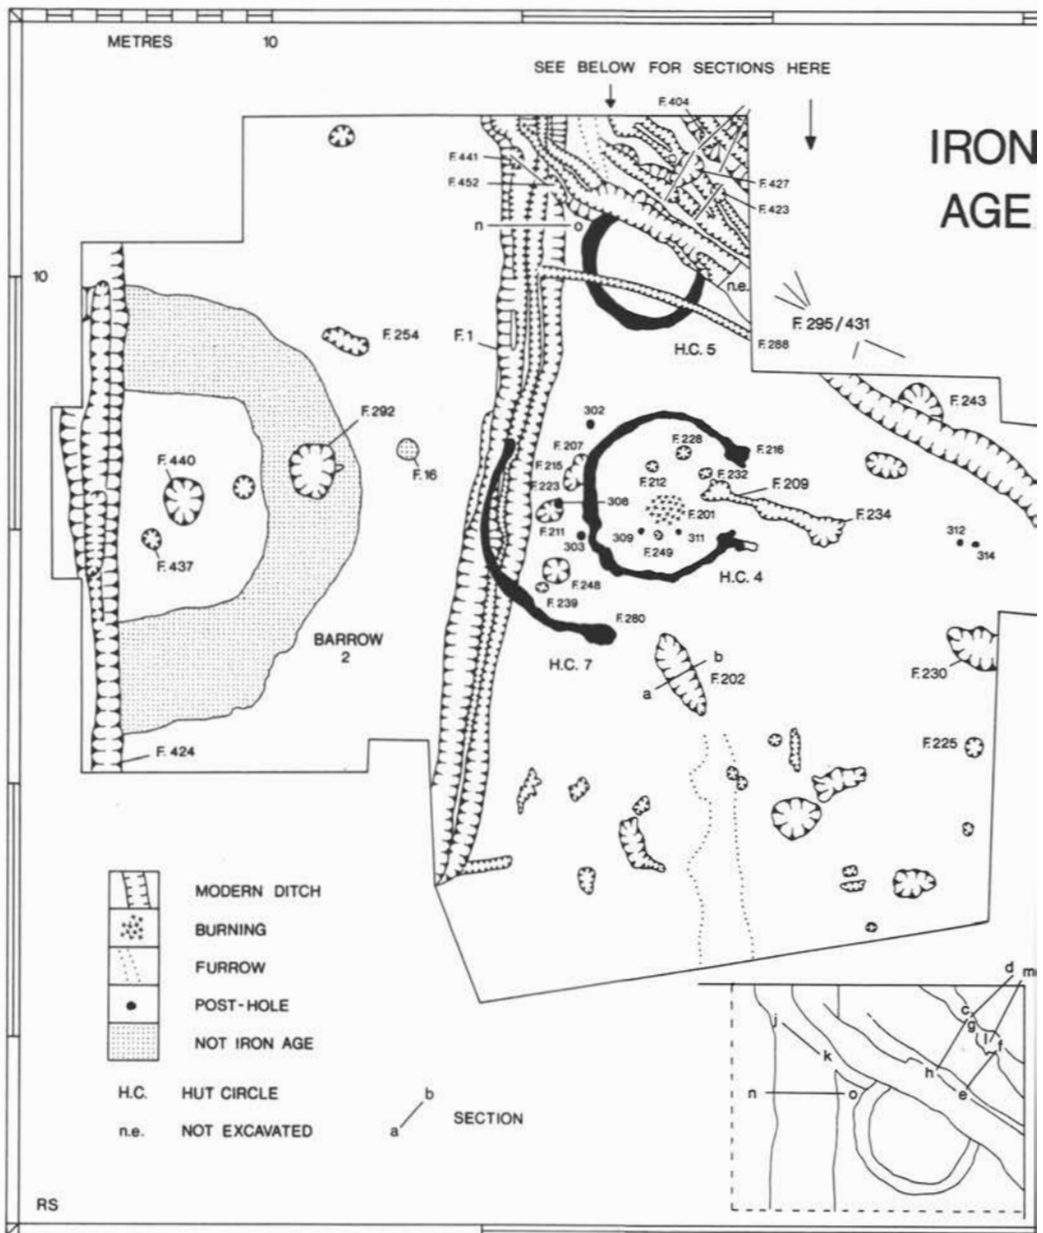 METRES 10
SEE BELOW FOR SECTIONS HERE
IRON
AGE
F.404
F.441
F.452
F.427
F.423
n o
n.e.
10
F.295/431
F.254
F.1
H.C. 5
F.288
F.243
302
F.292
F.207
F.228
F.216
F.440
F.16
F.215
F.212
F.232
F.209
F.223
308
F.201
F.234
F.211
309
311
312
314
303
F.249
F.437
H.C. 4
F.248
F.239
F.280
BARROW
2
H.C. 7
b
a
F.202
F.230
F.225
F.424
MODERN DITCH
BURNING
FURROW
POST-HOLE
NOT IRON AGE
H.C. HUT CIRCLE
n.e. NOT EXCAVATED
a b SECTION
d
m
c
g
j
l
f
k
h
n o e
RS